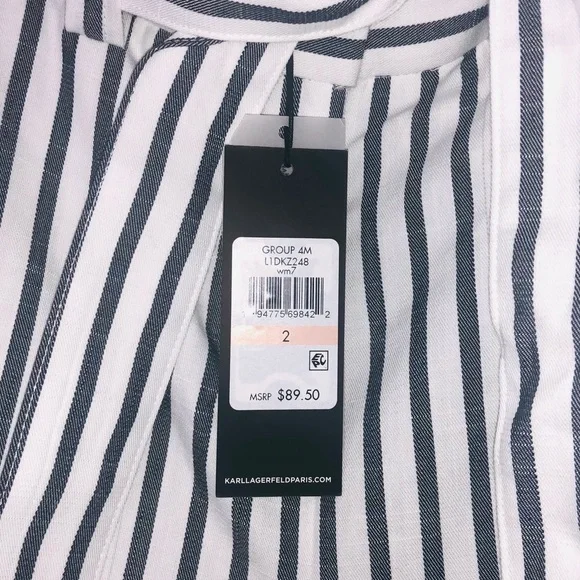 GROUP 4M
L1DKZ248
wm7
94775 69842 2
2
MSRP $89.50
KARLLAGERFELDPARIS.COM